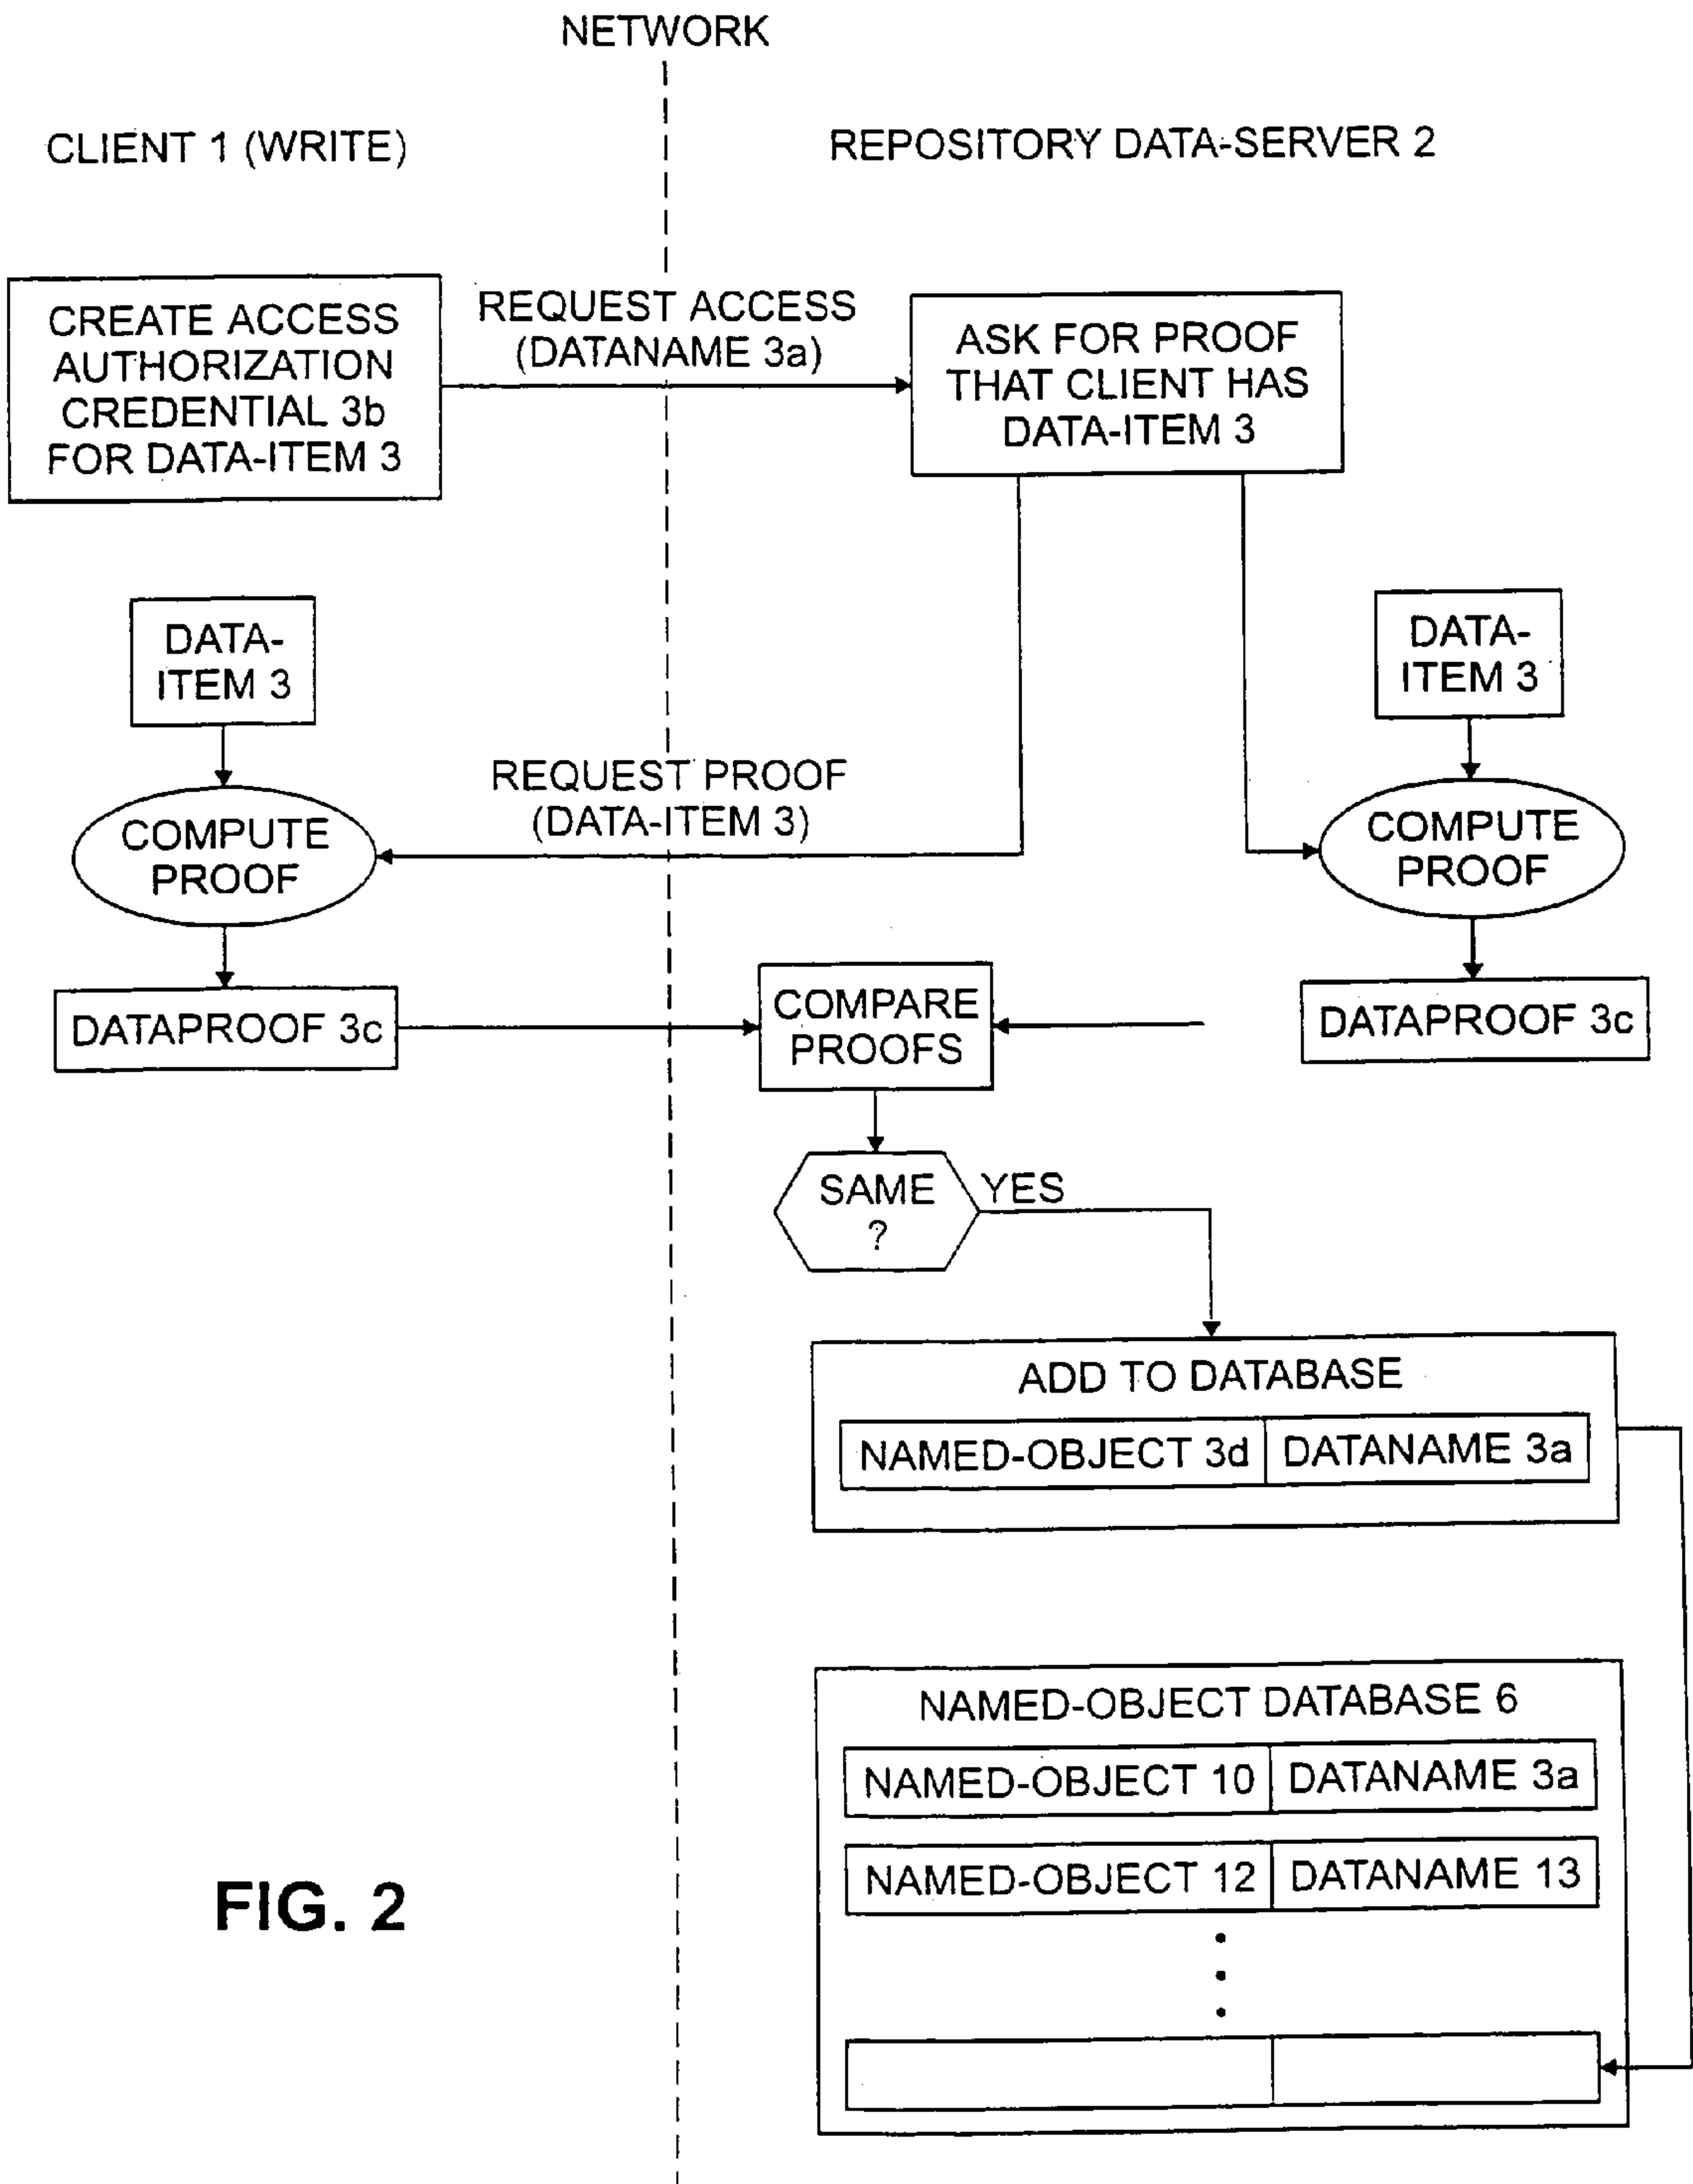 NETWORK
CLIENT 1 (WRITE)
REPOSITORY DATA-SERVER 2
CREATE ACCESS
AUTHORIZATION
CREDENTIAL 3b
FOR DATA-ITEM 3
REQUEST ACCESS
(DATANAME 3a)
ASK FOR PROOF
THAT CLIENT HAS
DATA-ITEM 3
DATA-
ITEM 3
DATA-
ITEM 3
REQUEST PROOF
(DATA-ITEM 3)
COMPUTE
PROOF
COMPUTE
PROOF
DATAPROOF 3c
COMPARE
PROOFS
DATAPROOF 3c
SAME
?
YES
ADD TO DATABASE
NAMED-OBJECT 3d DATANAME 3a
NAMED-OBJECT DATABASE 6
NAMED-OBJECT 10 DATANAME 3a
NAMED-OBJECT 12 DATANAME 13
FIG. 2